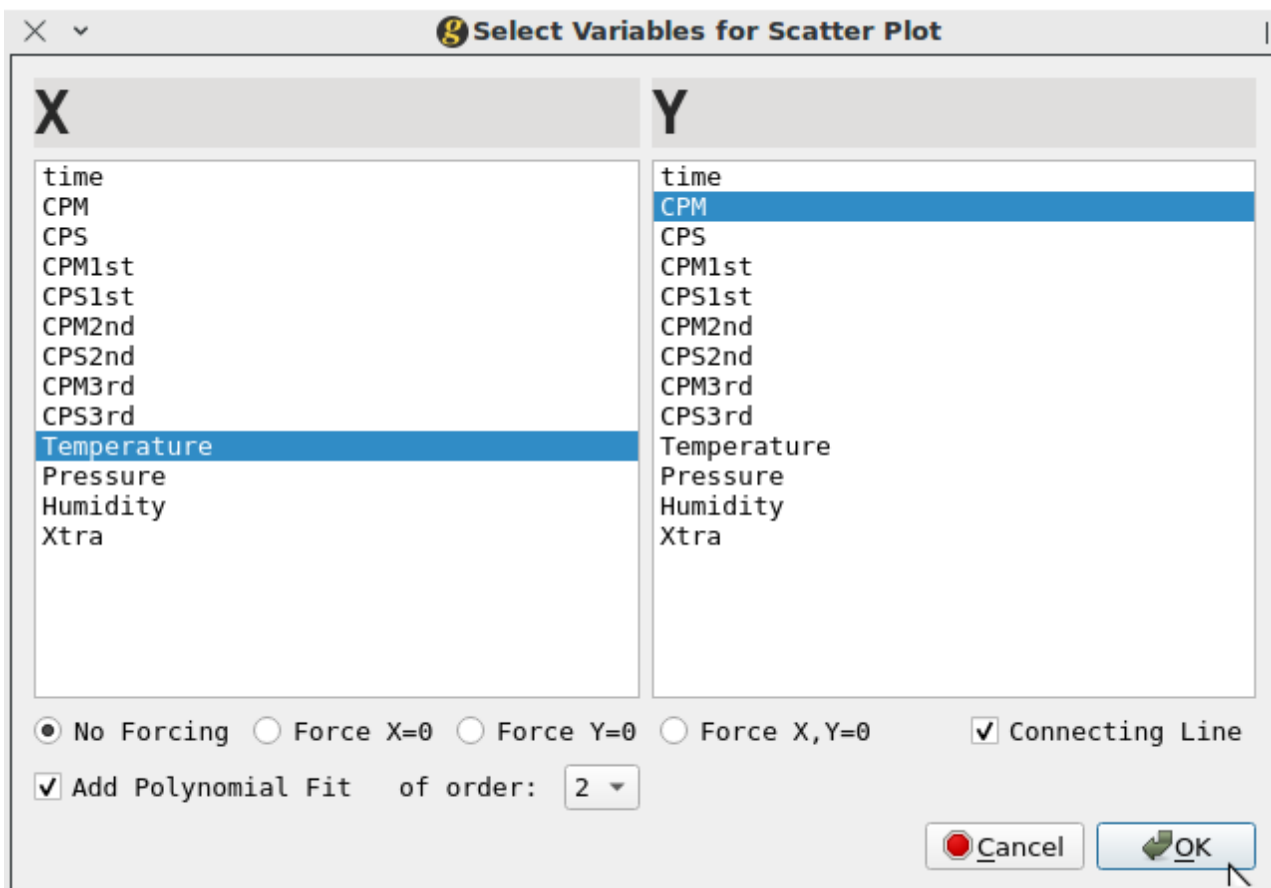 Select Variables for Scatter Plot
X
Y
time
CPM
CPS
CPM1st
CPS1st
CPM2nd
CPS2nd
CPM3rd
CPS3rd
Temperature
Pressure
Humidity
Xtra
time
CPM
CPS
CPM1st
CPS1st
CPM2nd
CPS2nd
CPM3rd
CPS3rd
Temperature
Pressure
Humidity
Xtra
No Forcing Force X=0 Force Y=0 Force X,Y=0 Connecting Line
Add Polynomial Fit of order: 2
Cancel OK